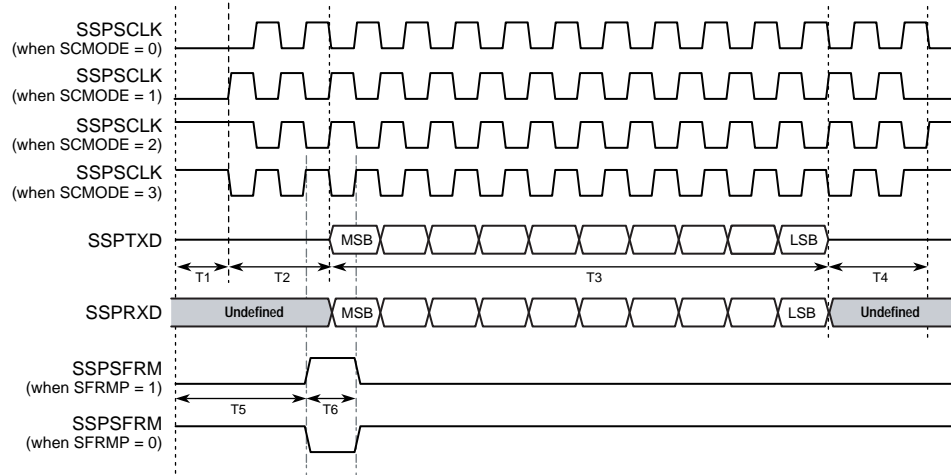 SSPSCLK
(when SCMODE = 0)
SSPSCLK
(when SCMODE = 1)
SSPSCLK
(when SCMODE = 2)
SSPSCLK
(when SCMODE = 3)
SSPTXD
MSB
LSB
T1
T2
T3
T4
SSPRXD
Undefined
MSB
LSB
Undefined
SSPSFRM
(when SFRMP = 1)
T5
T6
SSPSFRM
(when SFRMP = 0)